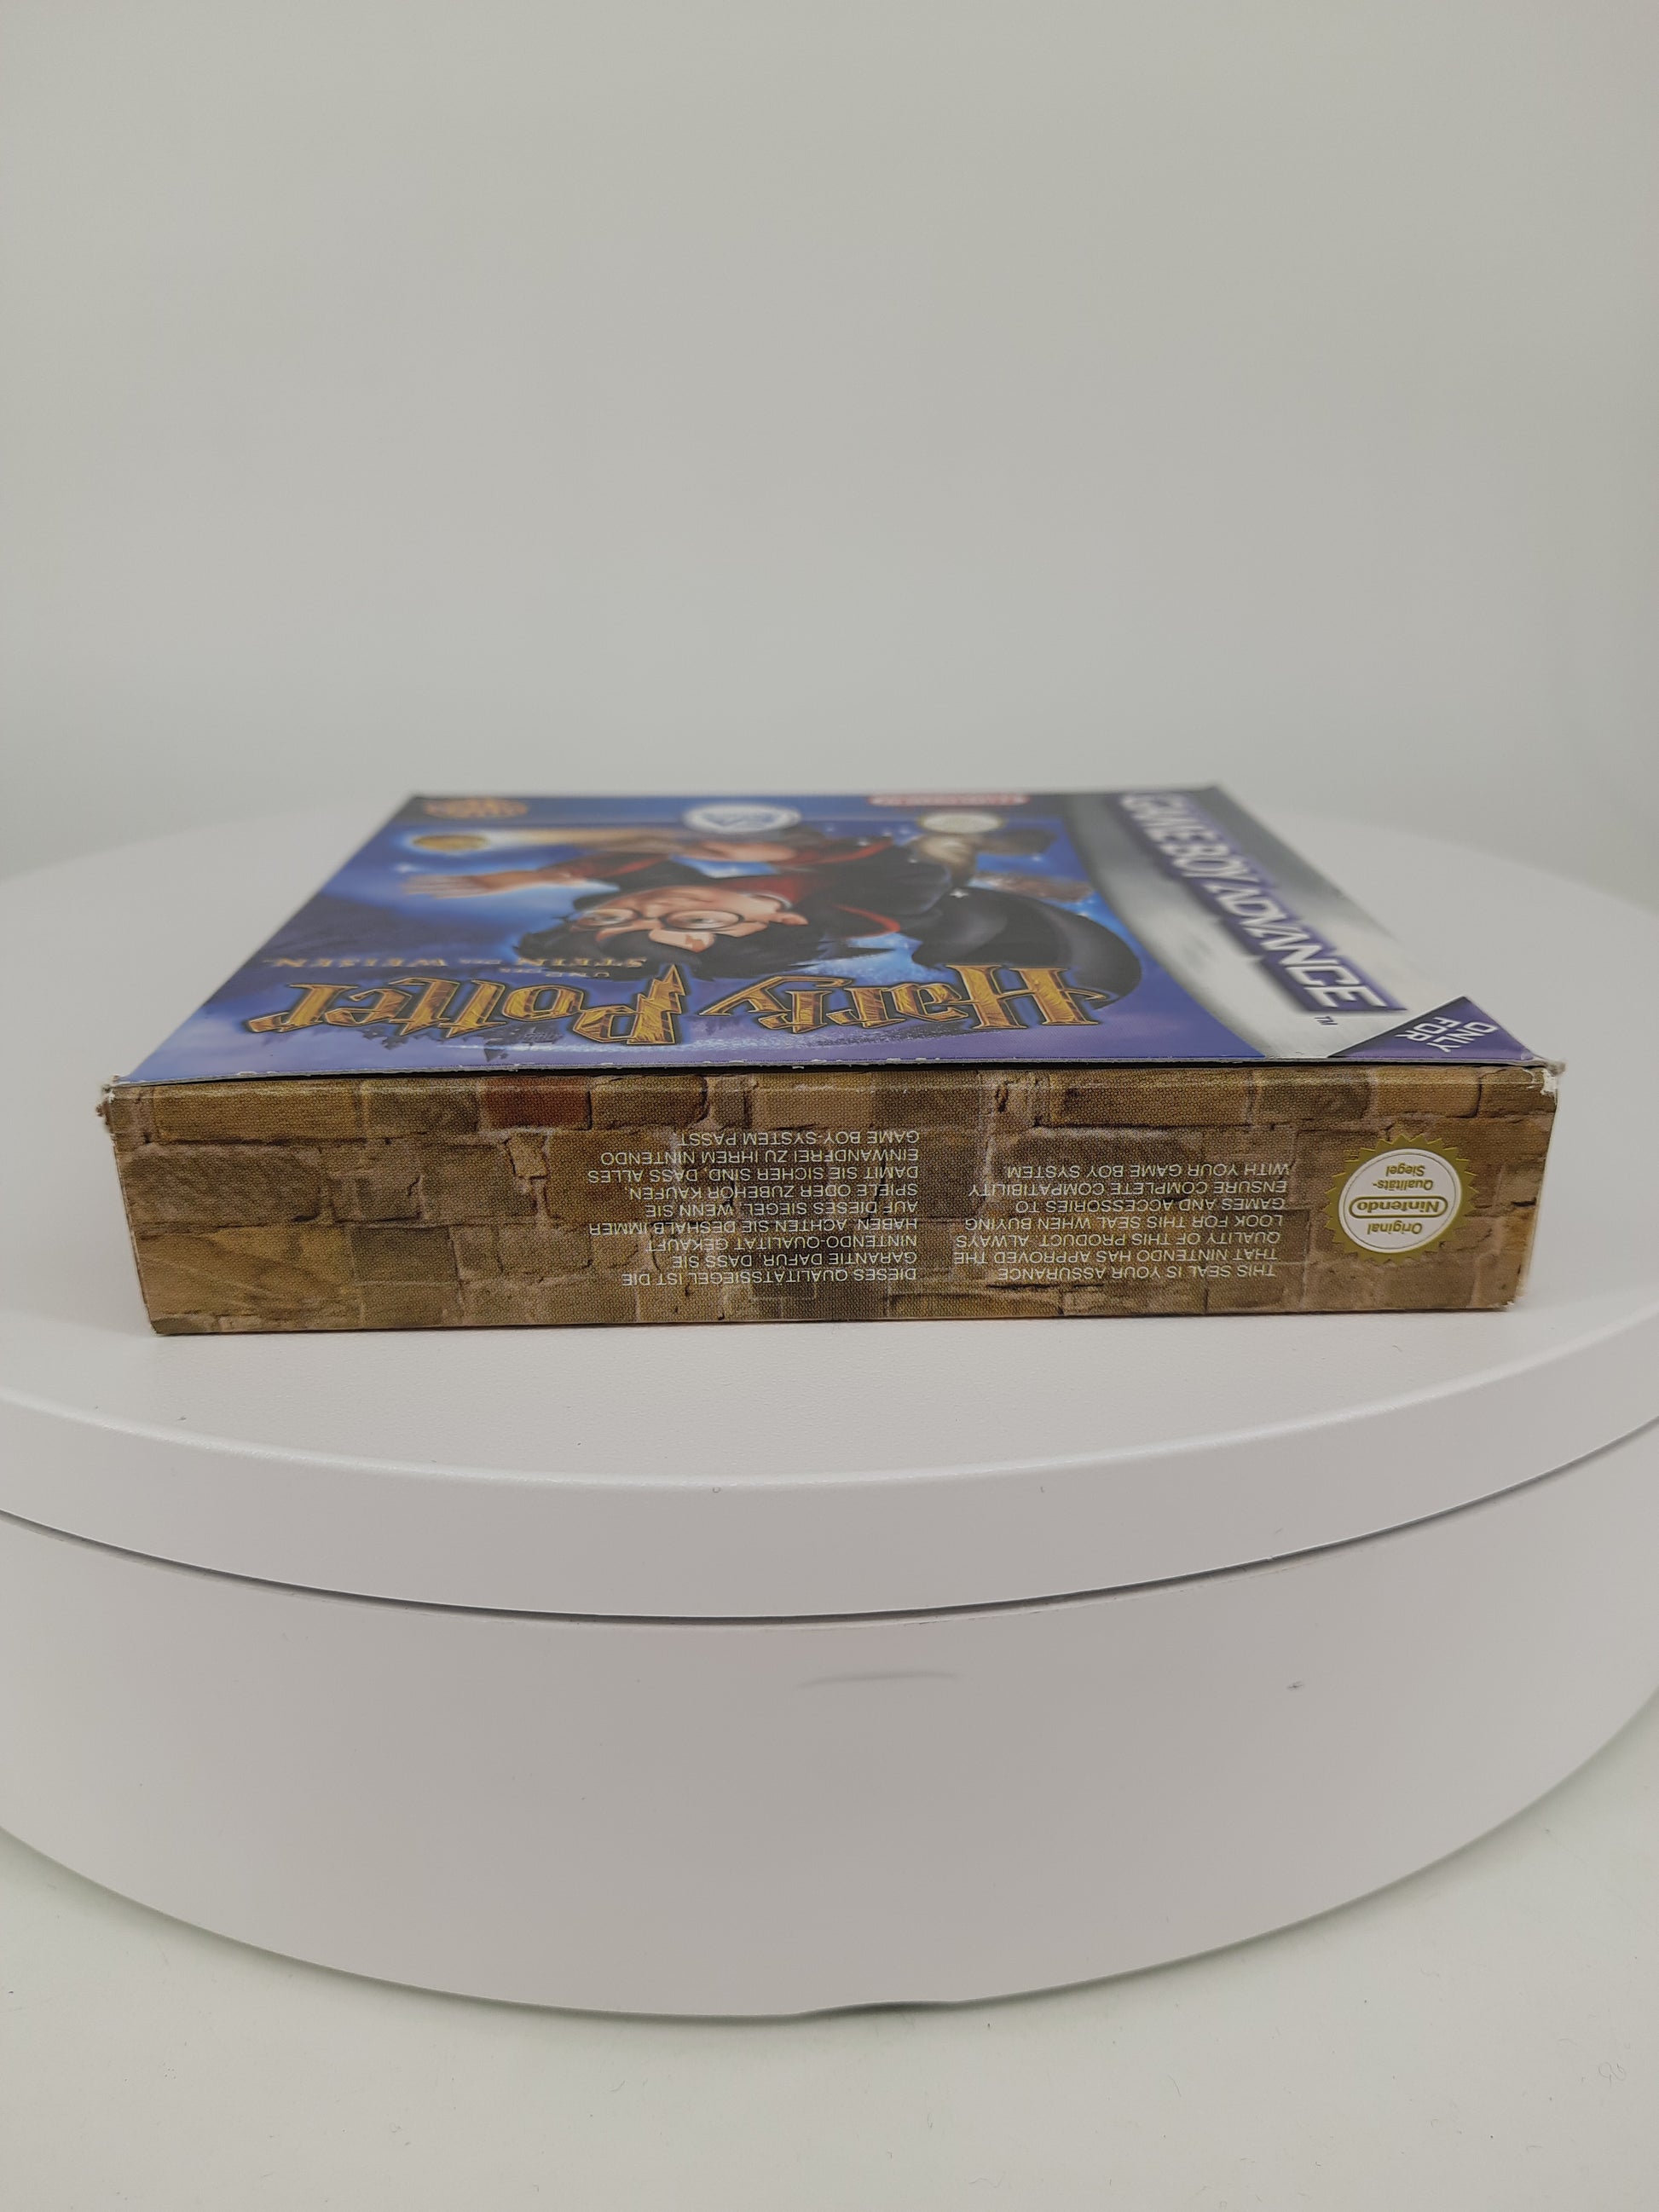 ONLY
FOR
GAME BOY ADVANCE
TM
Harry Potter
UND DER
STEIN DER WEISEN
Original
Nintendo
Qualitäts-
Siegel
THIS SEAL IS YOUR ASSURANCE
THAT NINTENDO HAS APPROVED THE
QUALITY OF THIS PRODUCT. ALWAYS
LOOK FOR THIS SEAL WHEN BUYING
GAMES AND ACCESSORIES TO
ENSURE COMPLETE COMPATIBILITY
WITH YOUR GAME BOY SYSTEM
DIESES QUALITÄTSSIEGEL IST DIE
GARANTIE DAFÜR, DASS SIE
NINTENDO-QUALITÄT GEKAUFT
HABEN. ACHTEN SIE DESHALB IMMER
AUF DIESES SIEGEL, WENN SIE
SPIELE ODER ZUBEHÖR KAUFEN
DAMIT SIE SICHER SIND, DASS ALLES
EINWANDFREI ZU IHREM NINTENDO
GAME BOY-SYSTEM PASST